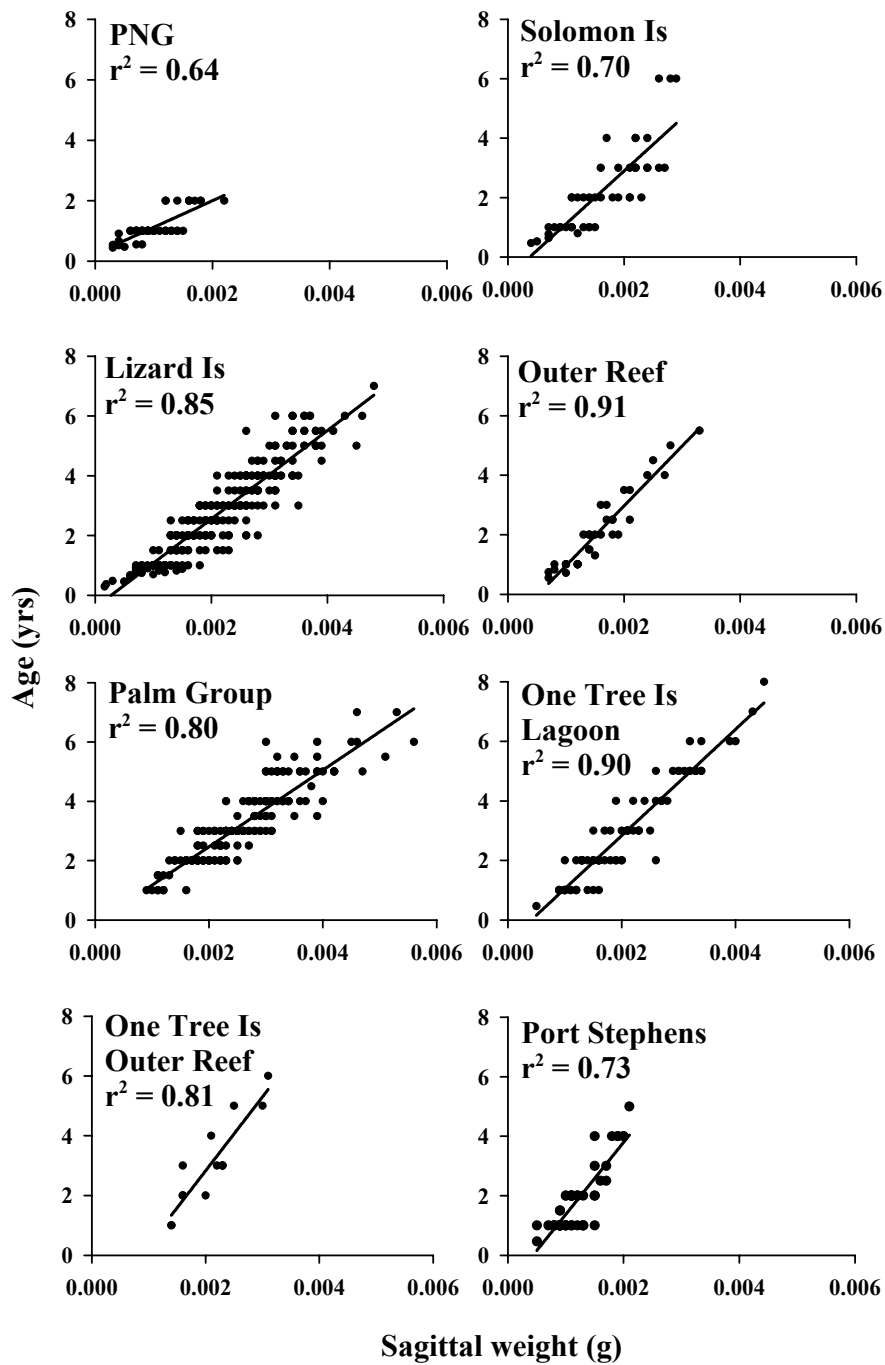 PNG
r² = 0.64
8
6
4
2
0
0.000 0.002 0.004 0.006
Solomon Is
r² = 0.70
8
6
4
2
0
0.000 0.002 0.004 0.006
Lizard Is
r² = 0.85
8
6
4
2
0
0.000 0.002 0.004 0.006
Outer Reef
r² = 0.91
8
6
4
2
0
0.000 0.002 0.004 0.006
Age (yrs)
Palm Group
r² = 0.80
8
6
4
2
0
0.000 0.002 0.004 0.006
One Tree Is
Lagoon
r² = 0.90
8
6
4
2
0
0.000 0.002 0.004 0.006
One Tree Is
Outer Reef
r² = 0.81
8
6
4
2
0
0.000 0.002 0.004 0.006
Port Stephens
r² = 0.73
8
6
4
2
0
0.000 0.002 0.004 0.006
Sagittal weight (g)